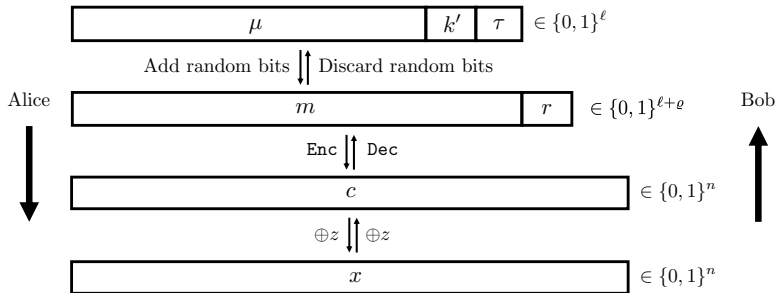 μ k′ τ ∈ {0, 1}^ℓ
Add random bits Discard random bits
Alice Bob
m r ∈ {0, 1}^{ℓ+ϱ}
Enc Dec
c ∈ {0, 1}^n
⊕z ⊕z
x ∈ {0, 1}^n